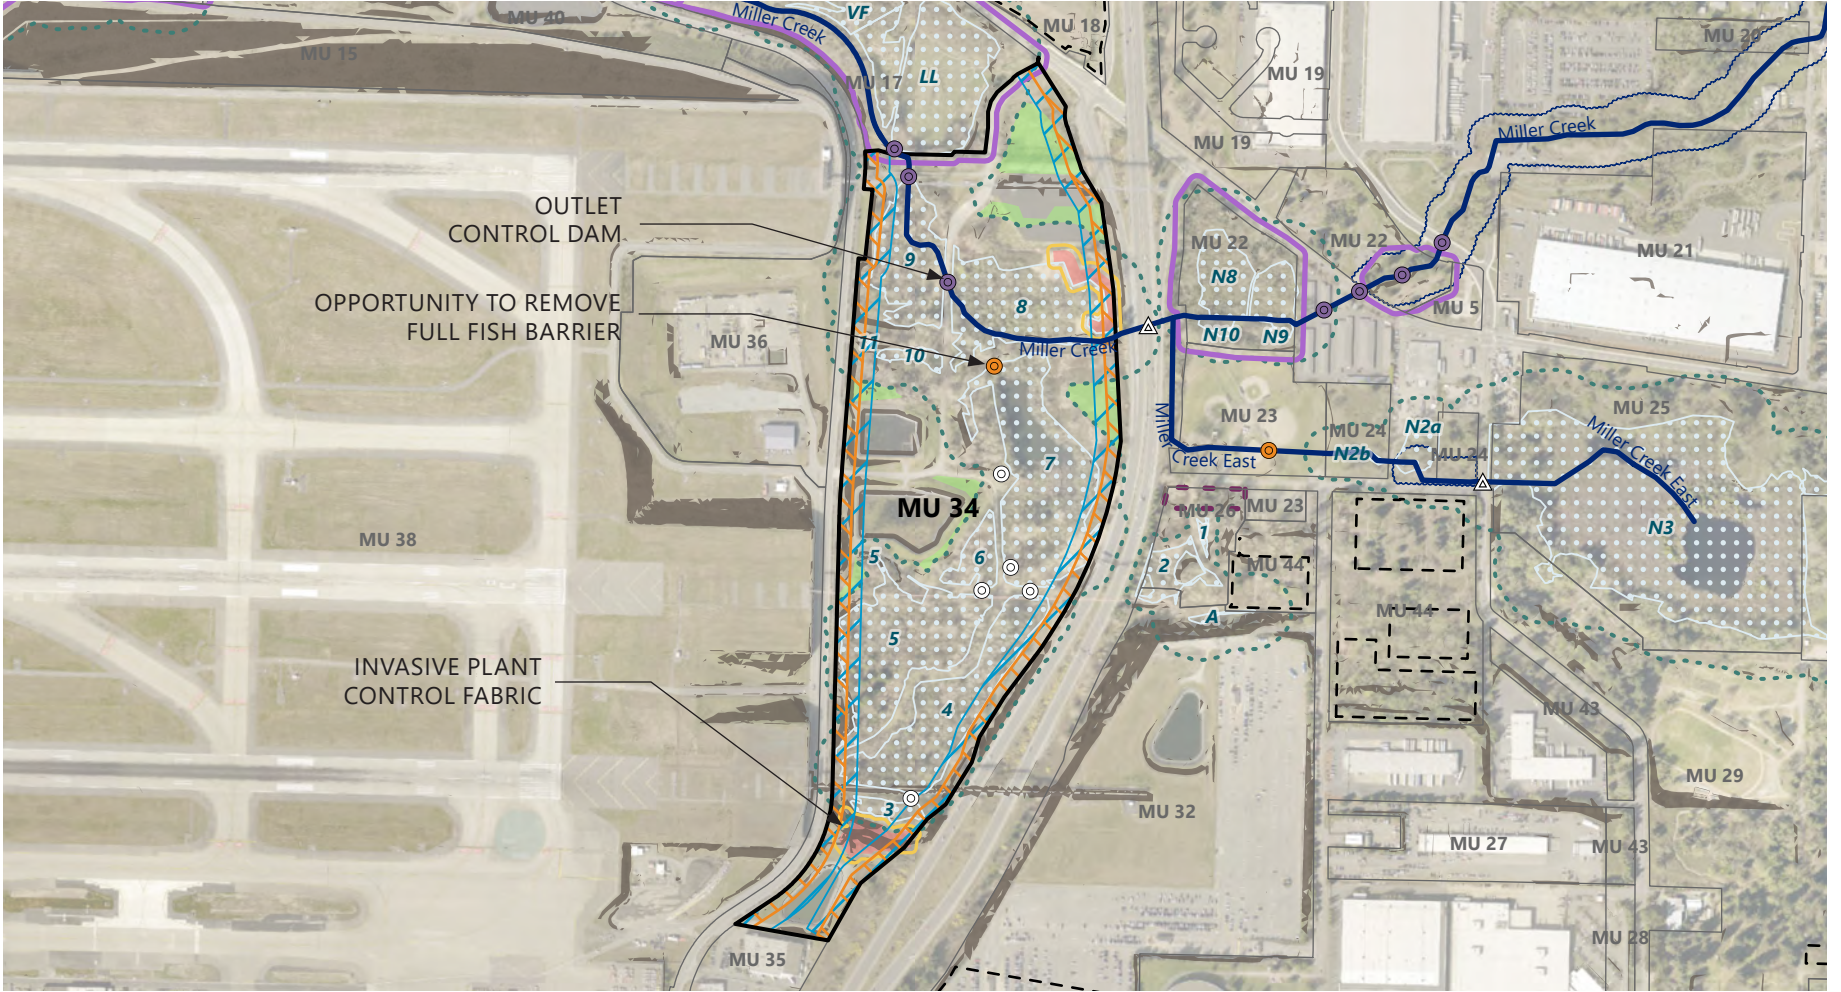 MU 40
Miller Creek
VF
MU 18
MU 20
MU 15
MU 17
LL
MU 19
Miller Creek
MU 19
OUTLET
CONTROL DAM
MU 22
MU 22
MU 21
9
N8
OPPORTUNITY TO REMOVE
FULL FISH BARRIER
8
MU 5
MU 36
11
10
Miller Creek
N10
N9
MU 23
MU 25
Miller
Creek East
MU 24
N2a
N2b
MU 24
Miller Creek East
7
MU 34
MU 26
MU 23
1
N3
MU 38
5
6
2
MU 44
MU 44
A
5
INVASIVE PLANT
CONTROL FABRIC
4
MU 43
MU 29
3
MU 32
MU 27
MU 43
MU 28
MU 35